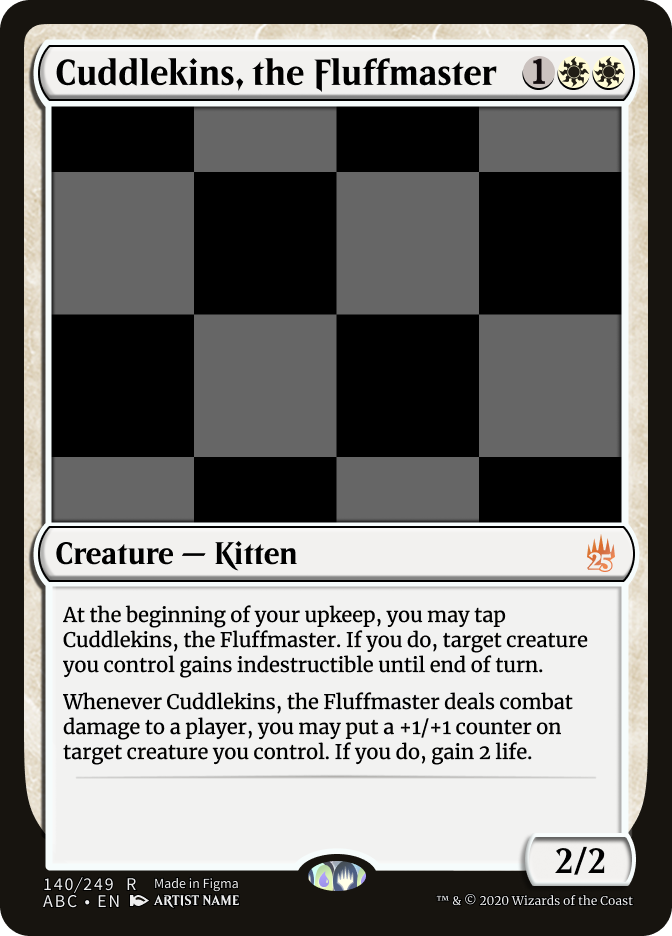 Cuddlekins, the Fluffmaster 1
Creature — Kitten
25
At the beginning of your upkeep, you may tap
Cuddlekins, the Fluffmaster. If you do, target creature
you control gains indestructible until end of turn.
Whenever Cuddlekins, the Fluffmaster deals combat
damage to a player, you may put a +1/+1 counter on
target creature you control. If you do, gain 2 life.
2/2
140/249 R Made in Figma
ABC • EN ARTIST NAME
™ & © 2020 Wizards of the Coast